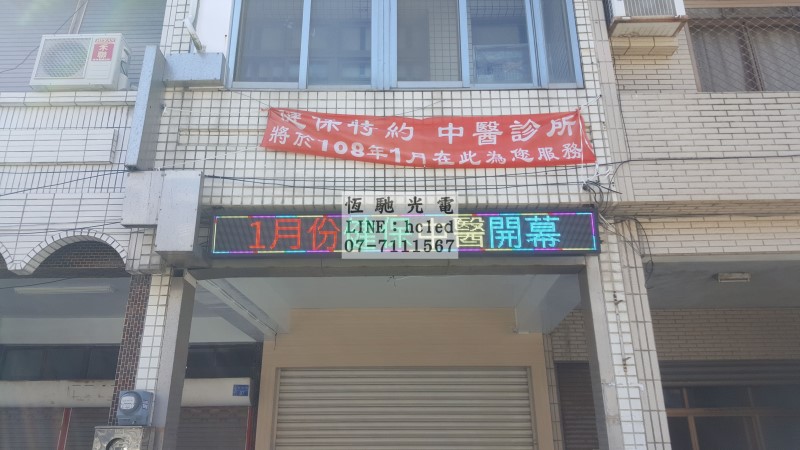 健保特約 中醫診所
將於108年1月在此為您服務
恆馳光電
LINE:hcled
07-7111567
1月份
中醫開幕